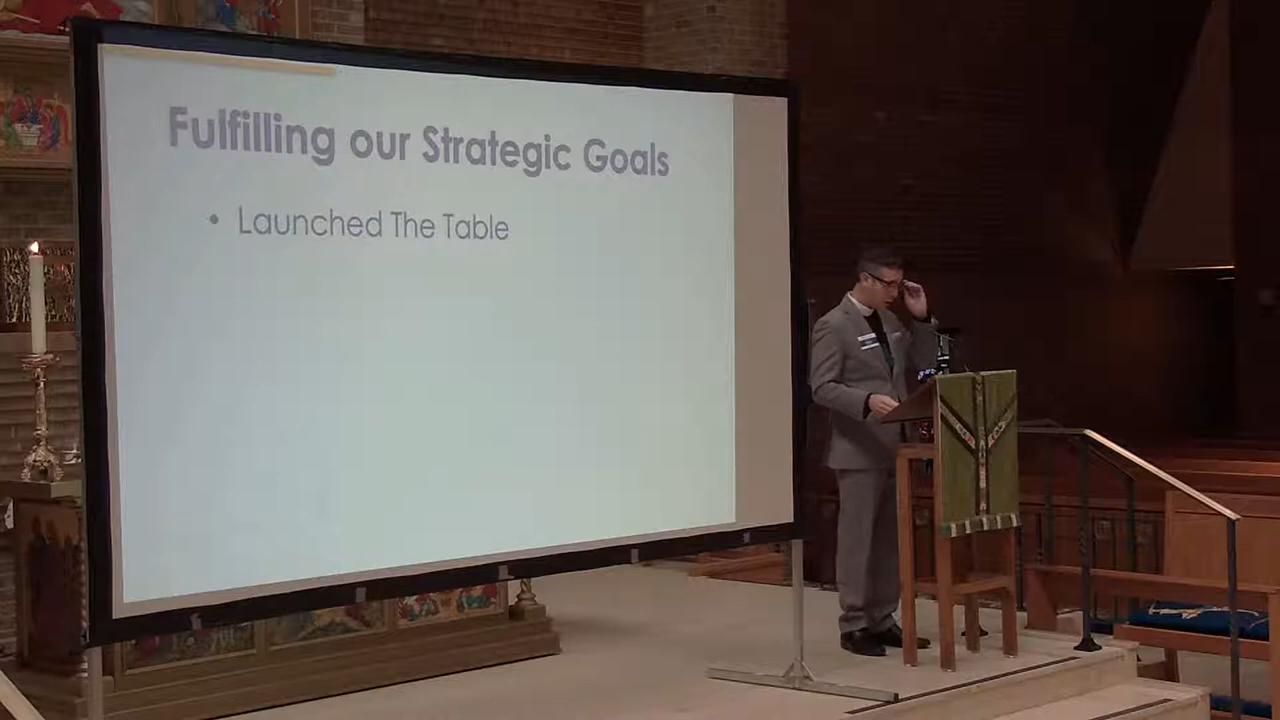 Fulfilling our Strategic Goals
• Launched The Table